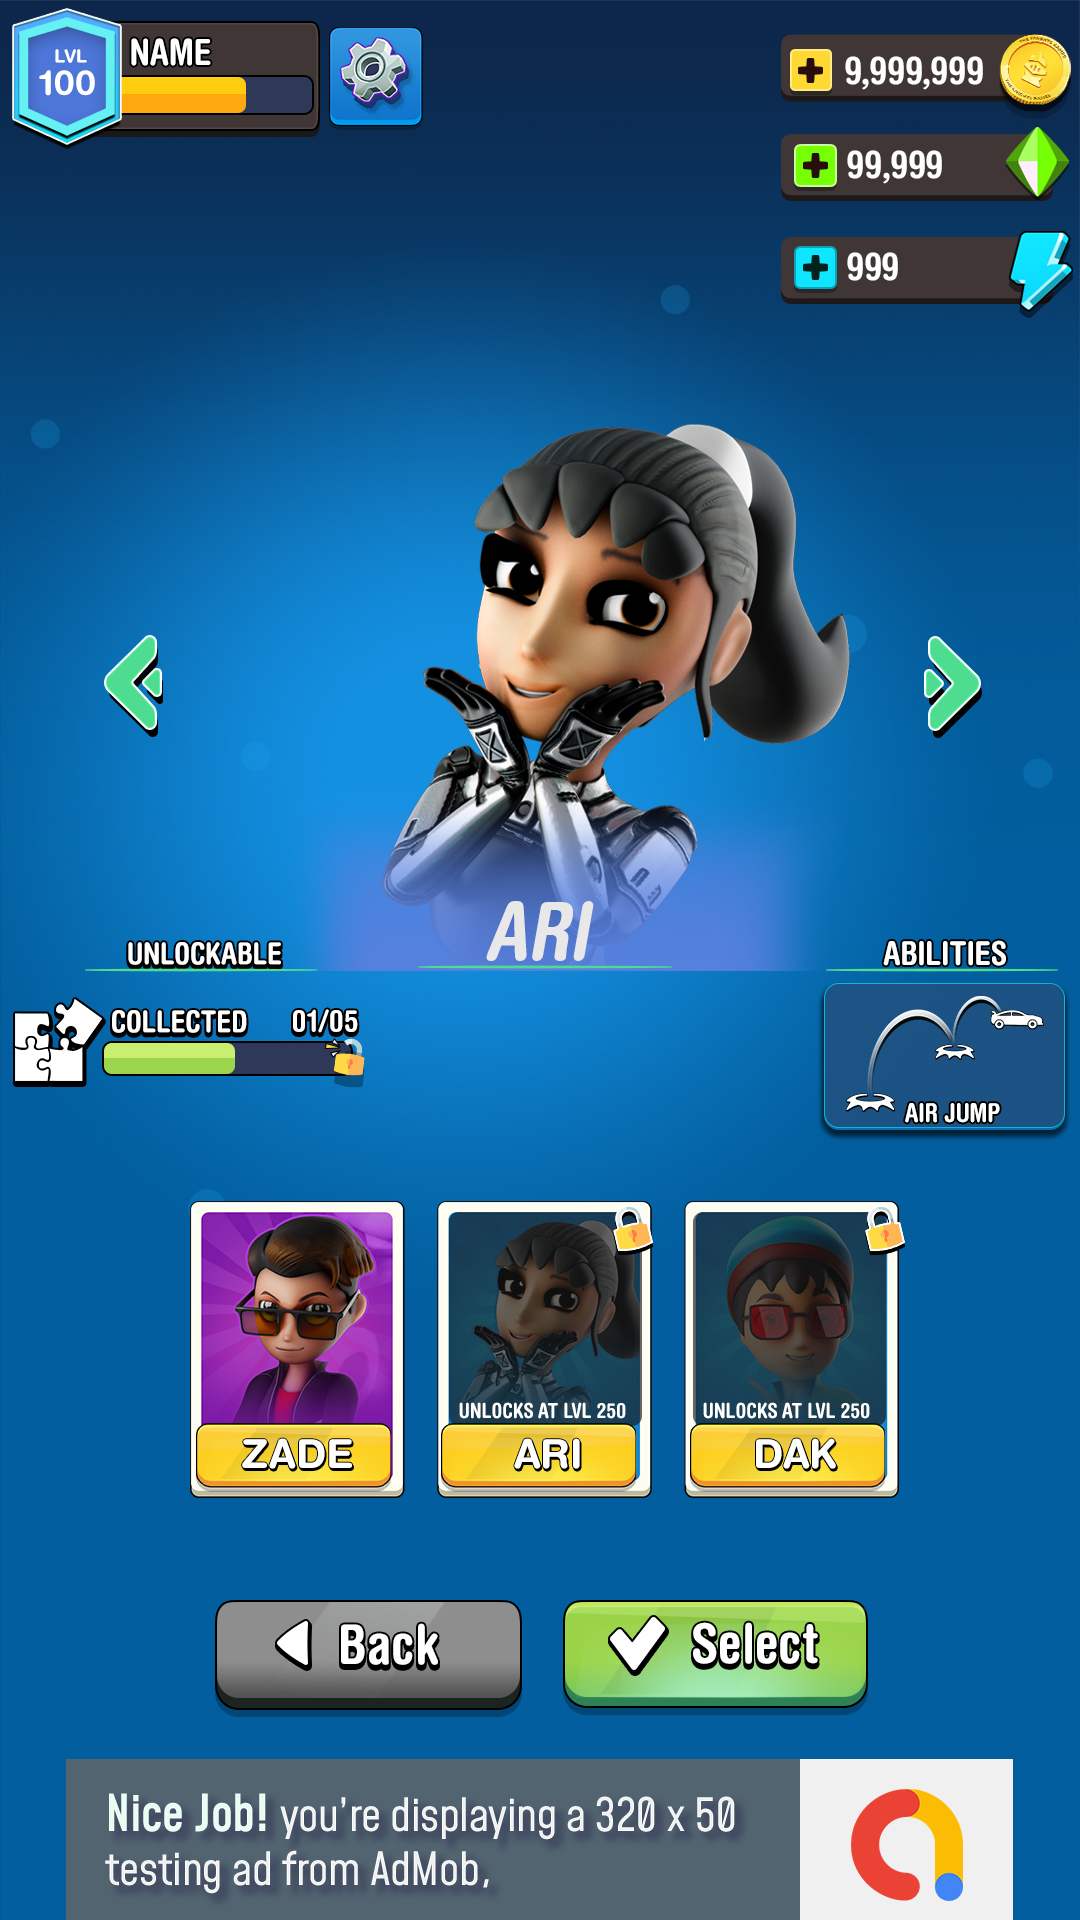 LVL
100
NAME
9,999,999
99,999
999
ARI
UNLOCKABLE
ABILITIES
COLLECTED 01/05
AIR JUMP
UNLOCKS AT LVL 250
UNLOCKS AT LVL 250
ZADE
ARI
DAK
Back
Select
Nice Job! you're displaying a 320 x 50
testing ad from AdMob,